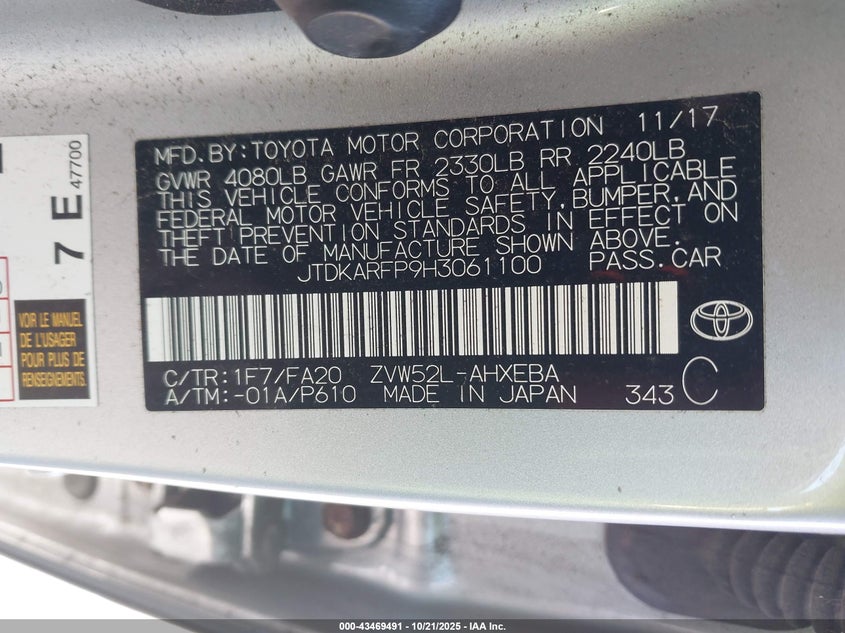 MFD. BY: TOYOTA MOTOR CORPORATION 11/17
GVWR 4080LB GAWR FR 2330LB RR 2240LB
THIS VEHICLE CONFORMS TO ALL APPLICABLE
FEDERAL MOTOR VEHICLE SAFETY, BUMPER, AND
THEFT PREVENTION STANDARDS IN EFFECT ON
THE DATE OF MANUFACTURE SHOWN ABOVE.
JTDKARFP9H3061100 PASS. CAR
C/TR: 1F7/FA20 ZVW52L-AHXEBA
A/TM: -01A/P610 MADE IN JAPAN 343 C
7 E 47700
VOIR LE MANUEL
DE L'USAGER
POUR PLUS DE
RENSEIGNEMENTS
000-43469491 - 10/21/2025 - IAA Inc.